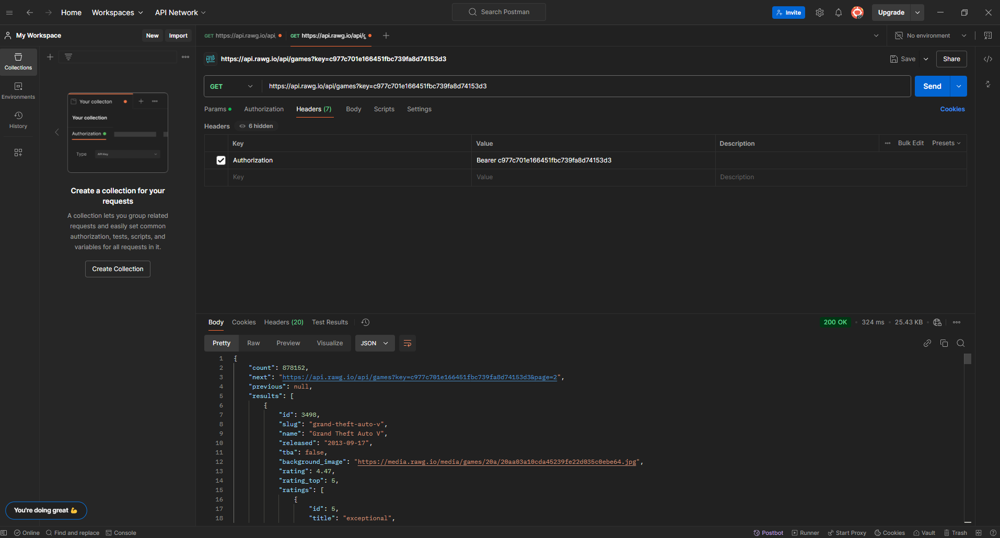 Home Workspaces API Network Search Postman Invite Upgrade
My Workspace New Import GET https://api.rawg.io/api, GET https://api.rawg.io/api/g No environment
Collections
Environments
History
Your collecton
Your collection
Authorization
Type API Key
Create a collection for your
requests
A collection lets you group related
requests and easily set common
authorization, tests, scripts, and
variables for all requests in it.
Create Collection
You're doing great 💪
HTTP https://api.rawg.io/api/games?key=c977c701e166451fbc739fa8d74153d3 Save Share
GET https://api.rawg.io/api/games?key=c977c701e166451fbc739fa8d74153d3 Send
Params Authorization Headers (7) Body Scripts Settings Cookies
Headers 6 hidden
Key Value Description Bulk Edit Presets
Authorization Bearer c977c701e166451fbc739fa8d74153d3
Key Value Description
Body Cookies Headers (20) Test Results 200 OK 324 ms 25.43 KB
Pretty Raw Preview Visualize JSON
1 {
2 "count": 878152,
3 "next": "https://api.rawg.io/api/games?key=c977c701e166451fbc739fa8d74153d3&page=2",
4 "previous": null,
5 "results": [
6 {
7 "id": 3498,
8 "slug": "grand-theft-auto-v",
9 "name": "Grand Theft Auto V",
10 "released": "2013-09-17",
11 "tba": false,
12 "background_image": "https://media.rawg.io/media/games/20a/20aa03a10cda45239fe22d035c0ebe64.jpg",
13 "rating": 4.47,
14 "rating_top": 5,
15 "ratings": [
16 {
17 "id": 5,
18 "title": "exceptional",
Online Find and replace Console Postbot Runner Start Proxy Cookies Vault Trash